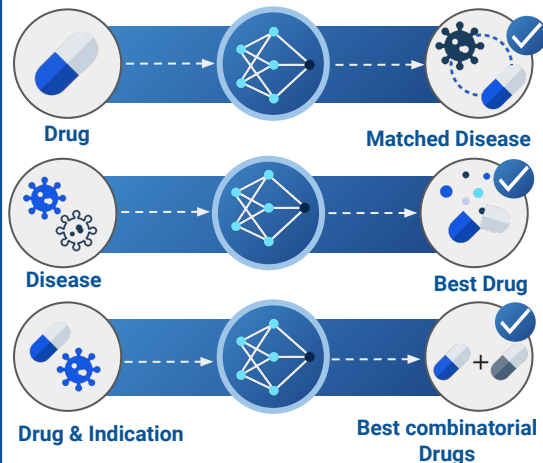 Drug
Matched Disease
Disease
Best Drug
+
Drug & Indication
Best combinatorial
Drugs